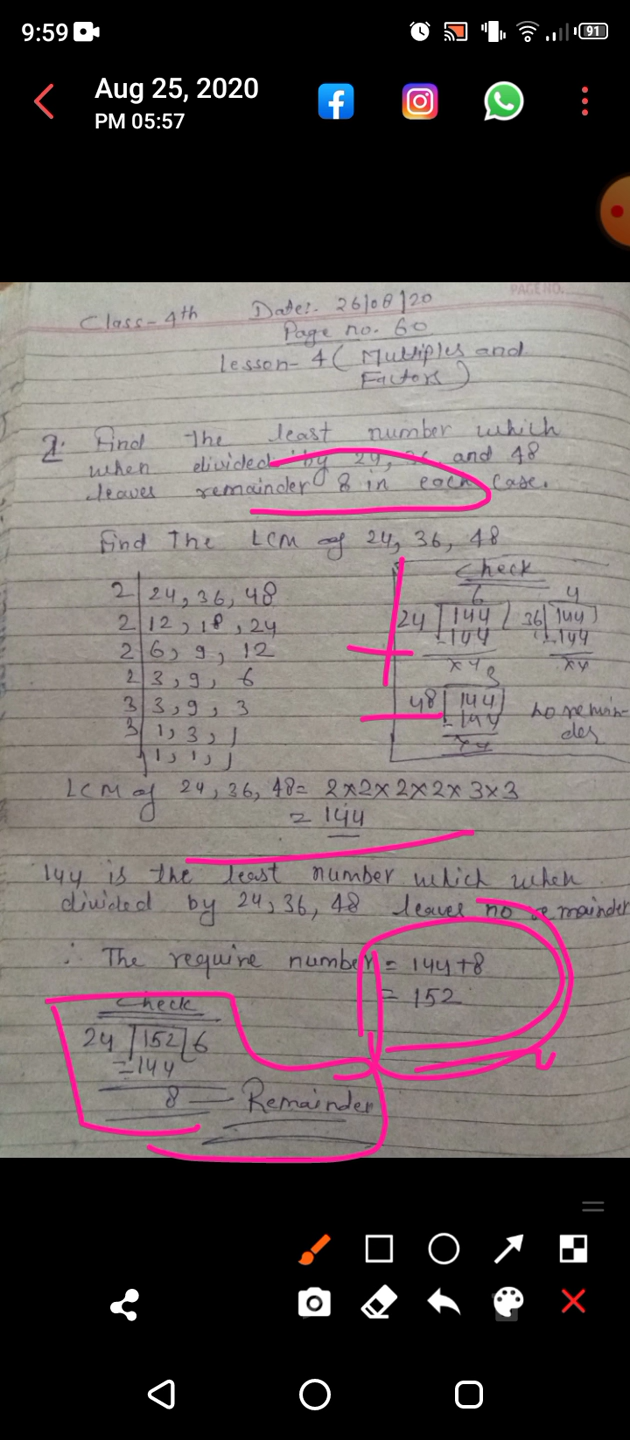 9:59
91
Aug 25, 2020
PM 05:57
PAGE NO.
Class-4th Date:- 26/08/20
Page no. 60
Lesson-4 ( Multiples and
Factors )
Find the least number which
when divided by 24, 36 and 48
leaves remainder 8 in each case.
Find The LCM of 24, 36, 48
2 24, 36, 48
2 12, 18, 24
2 6, 9, 12
2 3, 9, 6
3 3, 9, 3
3 1, 3, 1
1, 1, 1
Check
6 4
24 144 36 144
-144 -144
3
48 144 no remain-
-144 der
LCM of 24, 36, 48= 2x2x2x2x3x3
= 144
144 is the least number which when
divided by 24, 36, 48 leaves no remainder
∴ The require number = 144+8
= 152
Check
24 152 6
-144
8 — Remainder